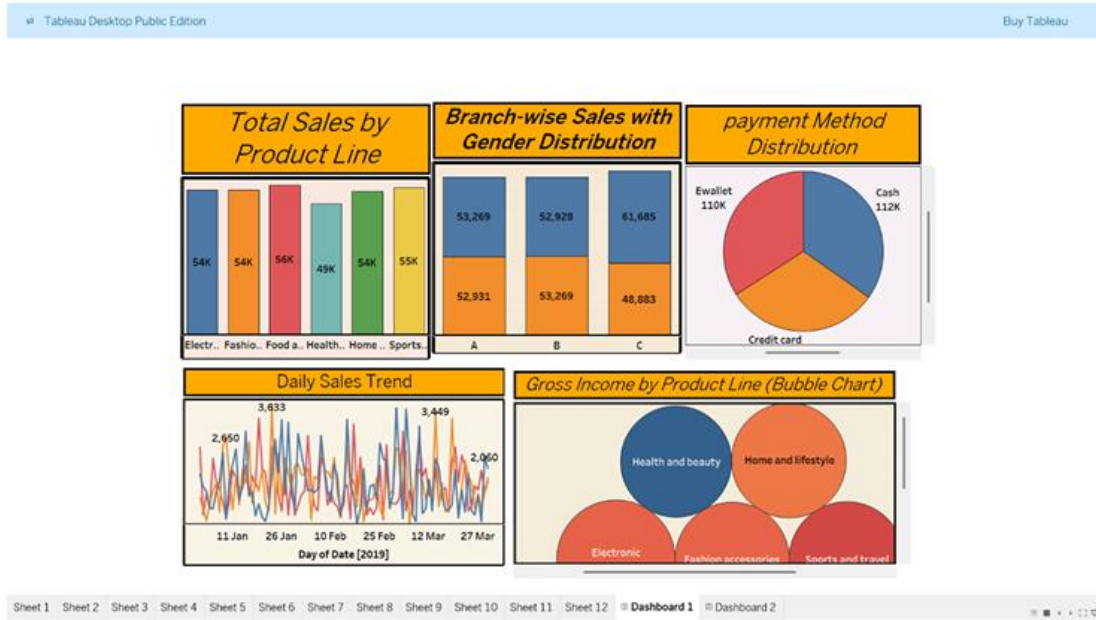 Tableau Desktop Public Edition
Buy Tableau
Total Sales by
Product Line
Branch-wise Sales with
Gender Distribution
payment Method
Distribution
54K 54K 56K 49K 54K 55K
Electr.. Fashio.. Food a.. Health.. Home .. Sports..
53,269 52,928 61,685
52,931 53,269 48,883
A B C
Ewallet
110K
Cash
112K
Credit card
Daily Sales Trend
3,633
3,449
2,650
2,060
11 Jan 26 Jan 10 Feb 25 Feb 12 Mar 27 Mar
Day of Date [2019]
Gross Income by Product Line (Bubble Chart)
Health and beauty
Home and lifestyle
Electronic
Fashion accessories
Sports and travel
Sheet 1 Sheet 2 Sheet 3 Sheet 4 Sheet 5 Sheet 6 Sheet 7 Sheet 8 Sheet 9 Sheet 10 Sheet 11 Sheet 12 Dashboard 1 Dashboard 2